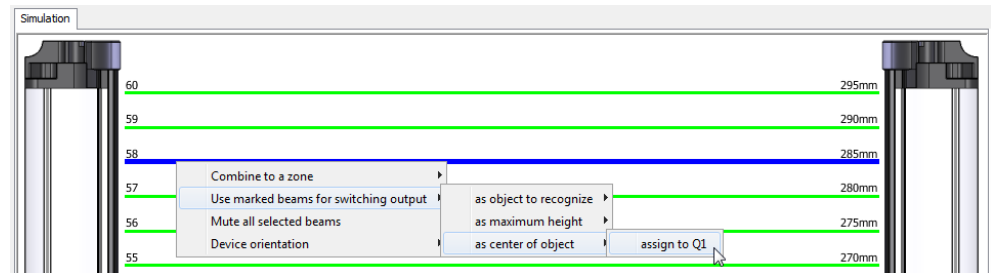 Simulation
60 295mm
59 290mm
58 285mm
Combine to a zone
57 280mm
Use marked beams for switching output as object to recognize
56 Mute all selected beams as maximum height 275mm
Device orientation as center of object assign to Q1
55 270mm